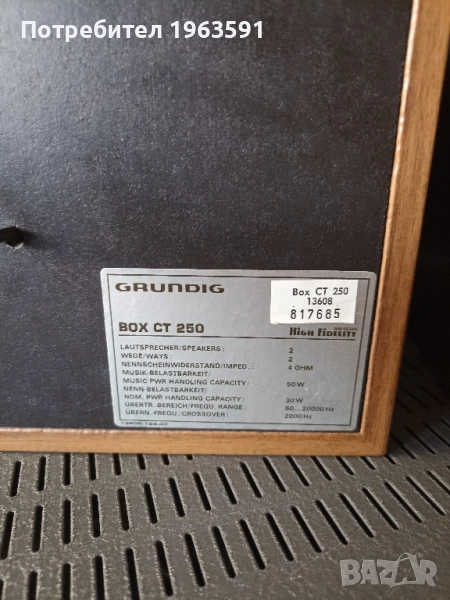 Потребител 1963591
GRUNDIG
Box CT 250
13608
817685
BOX CT 250
High Fidelity
LAUTSPRECHER/SPEAKERS: 2
WEGE/WAYS: 2
NENNSCHEINWIDERSTAND/IMPED.: 4 OHM
MUSIK-BELASTBARKEIT/
MUSIC PWR HANDLING CAPACITY: 50 W
NENN-BELASTBARKEIT/
NOM. PWR HANDLING CAPACITY: 30 W
ÜBERTR.-BEREICH/FREQU. RANGE: 50...20000 Hz
ÜBERN.-FREQU./CROSSOVER: 2000 Hz
BAZAR